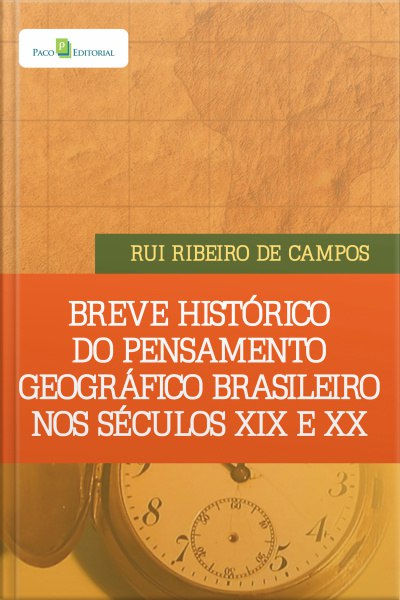 PACO EDITORIAL
RUI RIBEIRO DE CAMPOS
BREVE HISTÓRICO
DO PENSAMENTO
GEOGRÁFICO BRASILEIRO
NOS SÉCULOS XIX E XX